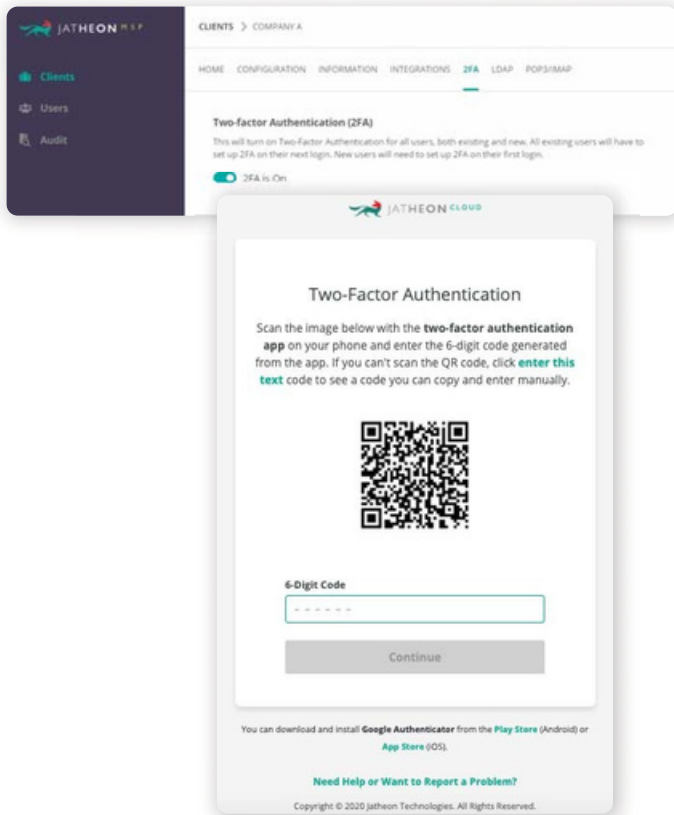 JATHEON MSP
CLIENTS > COMPANY A
Clients
Users
Audit
HOME CONFIGURATION INFORMATION INTEGRATIONS 2FA LDAP POP3/IMAP
Two-factor Authentication (2FA)
This will turn on Two-Factor Authentication for all users, both existing and new. All existing users will have to
set up 2FA on their next login. New users will need to set up 2FA on their first login.
2FA is On
JATHEON CLOUD
Two-Factor Authentication
Scan the image below with the two-factor authentication
app on your phone and enter the 6-digit code generated
from the app. If you can't scan the QR code, click enter this
text code to see a code you can copy and enter manually.
6-Digit Code
- - - - - -
Continue
You can download and install Google Authenticator from the Play Store (Android) or
App Store (iOS).
Need Help or Want to Report a Problem?
Copyright © 2020 Jatheon Technologies. All Rights Reserved.